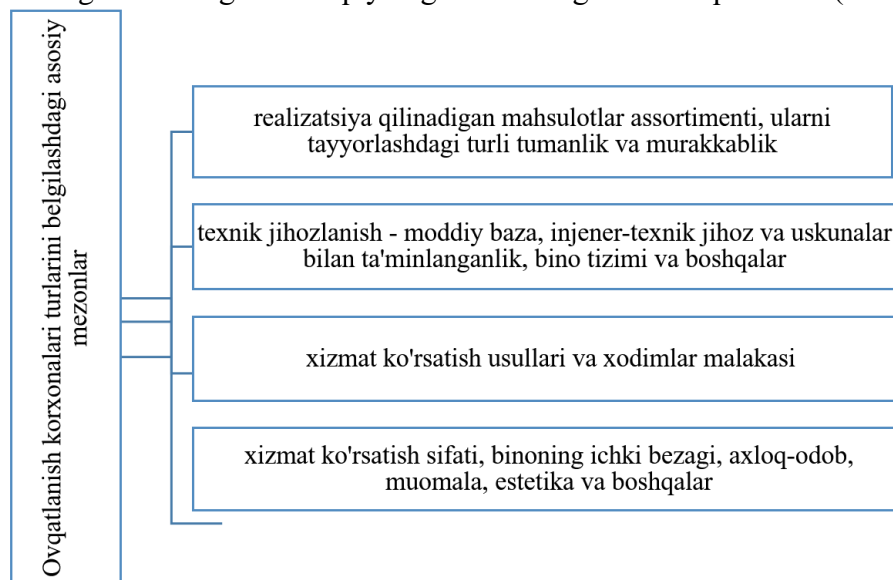 Ovqatlanish korxonalari turlarini belgilashdagi asosiy
mezonlar
realizatsiya qilinadigan mahsulotlar assortimenti, ularni
tayyorlashdagi turli tumanlik va murakkablik
texnik jihozlanish - moddiy baza, injener-texnik jihoz va uskunalar
bilan ta'minlanganlik, bino tizimi va boshqalar
xizmat ko'rsatish usullari va xodimlar malakasi
xizmat ko'rsatish sifati, binoning ichki bezagi, axloq-odob,
muomala, estetika va boshqalar